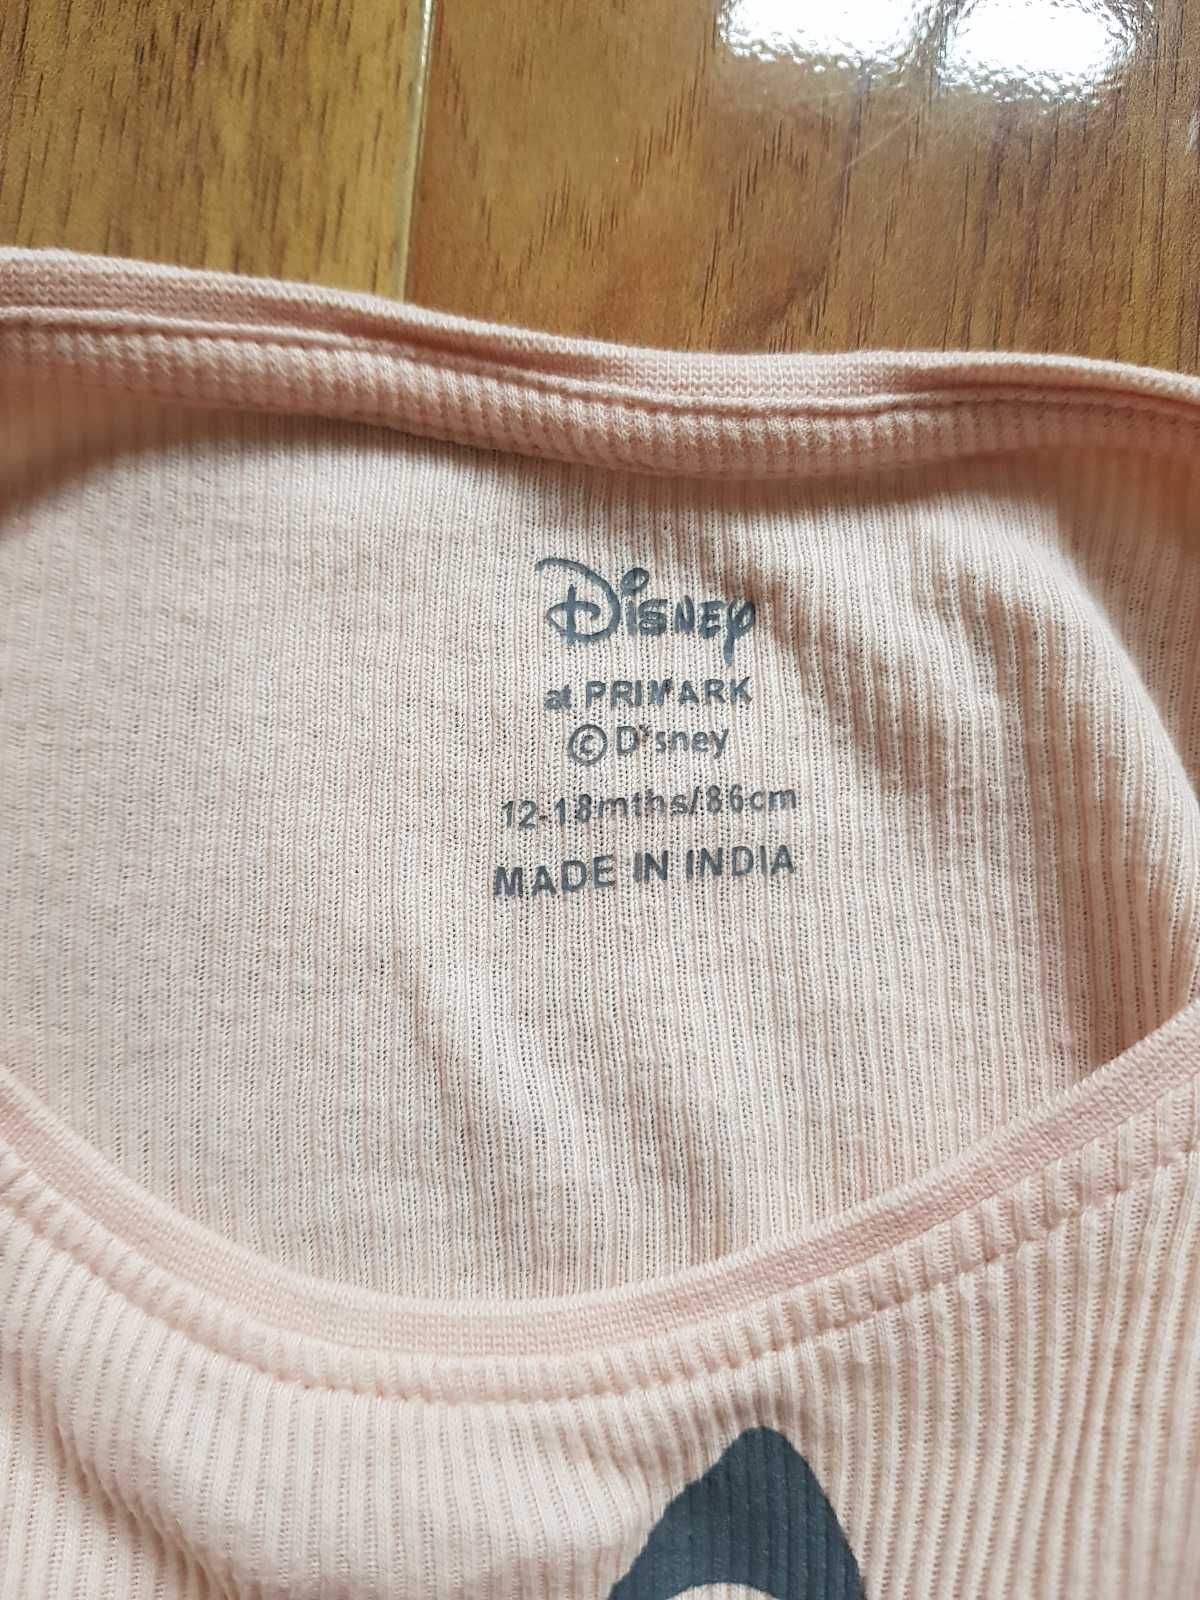 Disney
at PRIMARK
© Disney
12-18mths/86cm
MADE IN INDIA